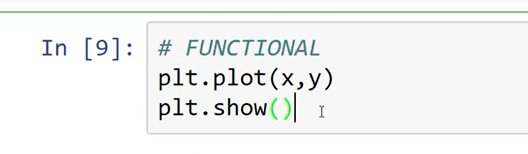 In [9]: # FUNCTIONAL
plt.plot(x,y)
plt.show()